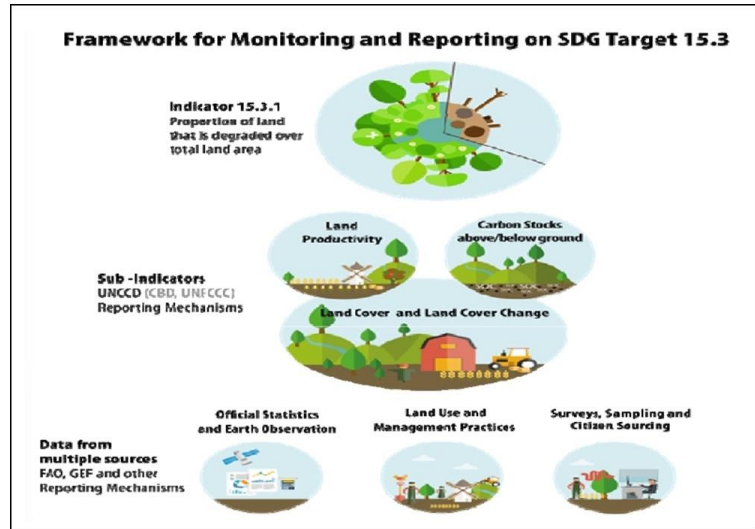 Framework for Monitoring and Reporting on SDG Target 15.3
Indicator 15.3.1
Proportion of land
that is degraded over
total land area
Land
Productivity
Carbon Stocks
above/below ground
SOC
SOC
Sub -Indicators
UNCCD (CBD, UNFCCC)
Reporting Mechanisms
Land Cover and Land Cover Change
Official Statistics
and Earth Observation
Land Use and
Management Practices
Surveys, Sampling and
Citizen Sourcing
Data from
multiple sources
FAO, GEF and other
Reporting Mechanisms